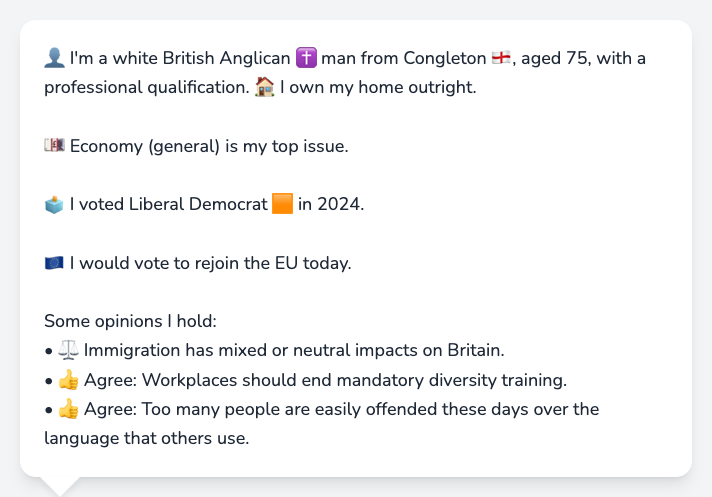 👤 I'm a white British Anglican ✝️ man from Congleton 🏴󠁧󠁢󠁥󠁮󠁧󠁿, aged 75, with a
professional qualification. 🏠 I own my home outright.
💷 Economy (general) is my top issue.
🗳️ I voted Liberal Democrat 🟧 in 2024.
🇪🇺 I would vote to rejoin the EU today.
Some opinions I hold:
• ⚖️ Immigration has mixed or neutral impacts on Britain.
• 👍 Agree: Workplaces should end mandatory diversity training.
• 👍 Agree: Too many people are easily offended these days over the
language that others use.